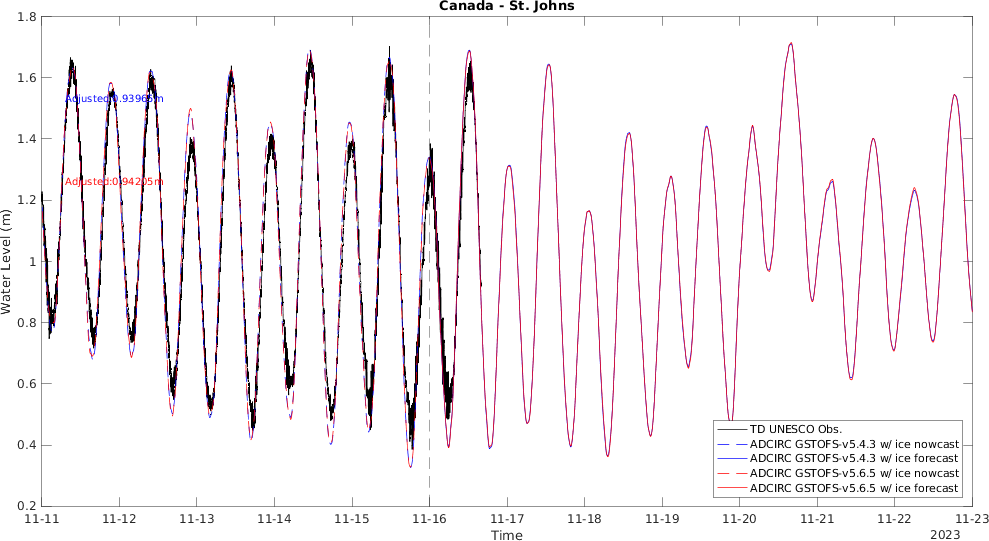 Canada - St. Johns
1.8
1.6
1.4
1.2
1
0.8
0.6
0.4
0.2
Water Level (m)
Adjusted:0.93965m
Adjusted:0.94205m
TD UNESCO Obs.
ADCIRC GSTOFS-v5.4.3 w/ ice nowcast
ADCIRC GSTOFS-v5.4.3 w/ ice forecast
ADCIRC GSTOFS-v5.6.5 w/ ice nowcast
ADCIRC GSTOFS-v5.6.5 w/ ice forecast
11-11 11-12 11-13 11-14 11-15 11-16 11-17 11-18 11-19 11-20 11-21 11-22 11-23
Time
2023